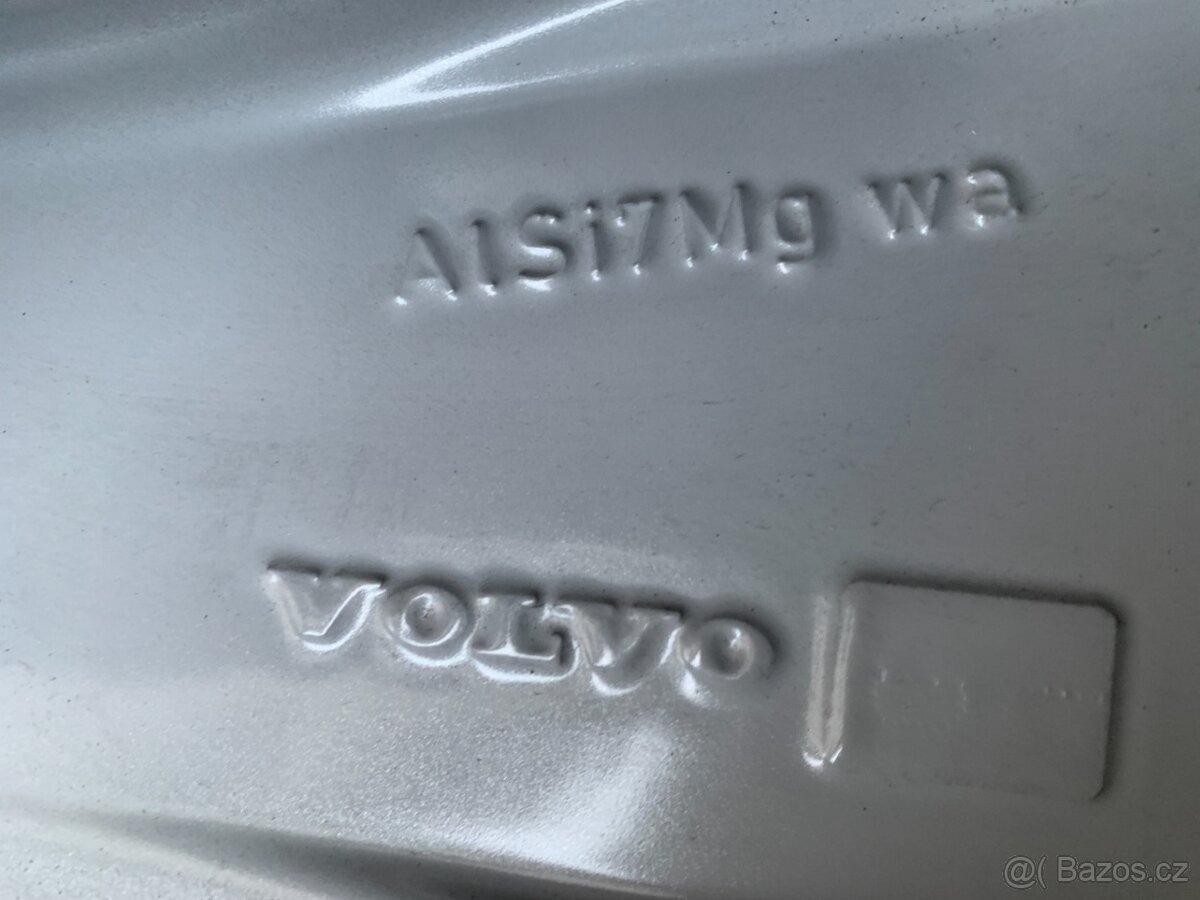 AlSi7Mg wa
VOLVO
@( Bazos.cz